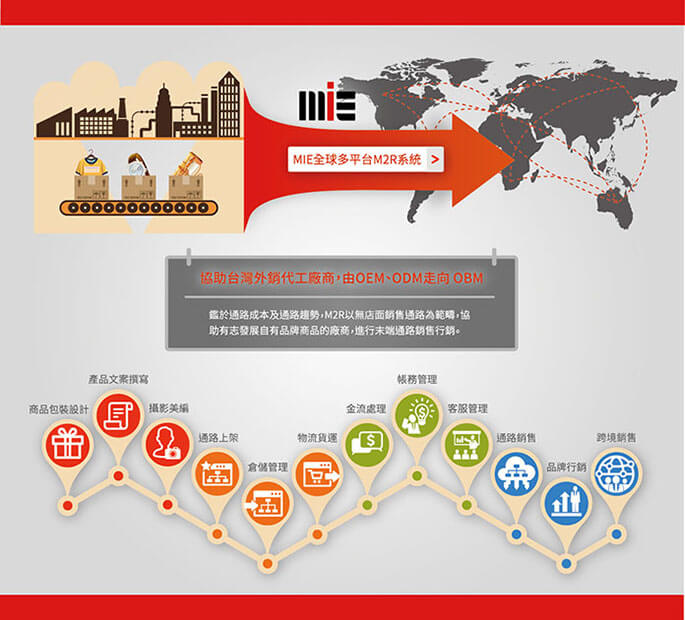 MiE
MIE全球多平台M2R系統 >
協助台灣外銷代工廠商,由OEM、ODM走向 OBM
鑑於通路成本及通路趨勢,M2R以無店面銷售通路為範疇,協
助有志發展自有品牌商品的廠商,進行末端通路銷售行銷。
商品包裝設計
產品文案撰寫
攝影美編
通路上架
倉儲管理
物流貨運
金流處理
帳務管理
客服管理
通路銷售
品牌行銷
跨境銷售